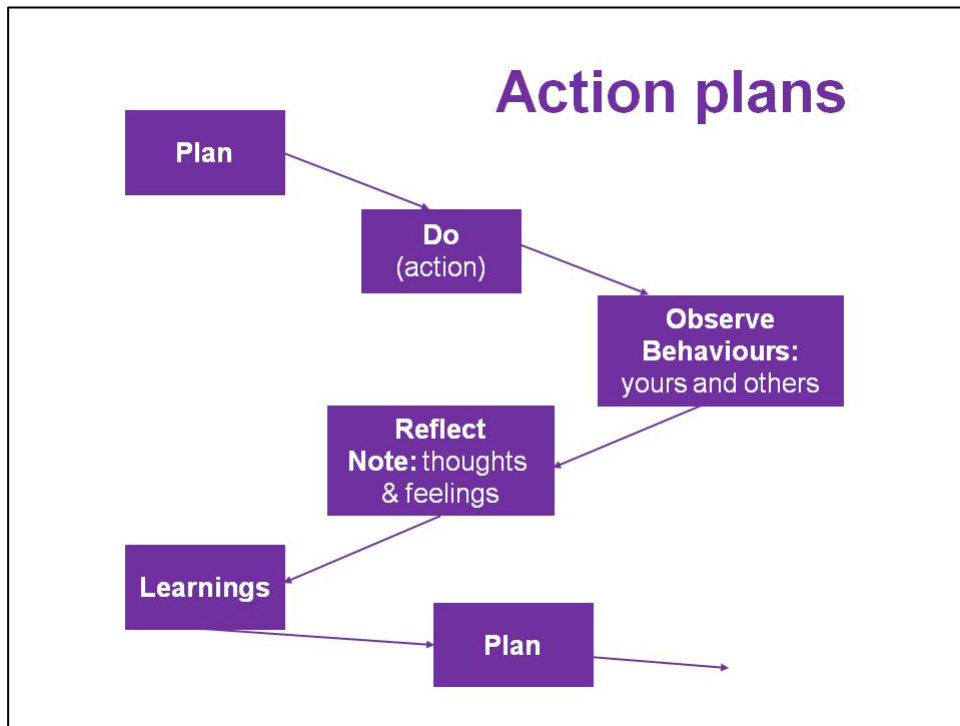 Action plans
Plan
Do
(action)
Observe
Behaviours:
yours and others
Reflect
Note: thoughts
& feelings
Learnings
Plan